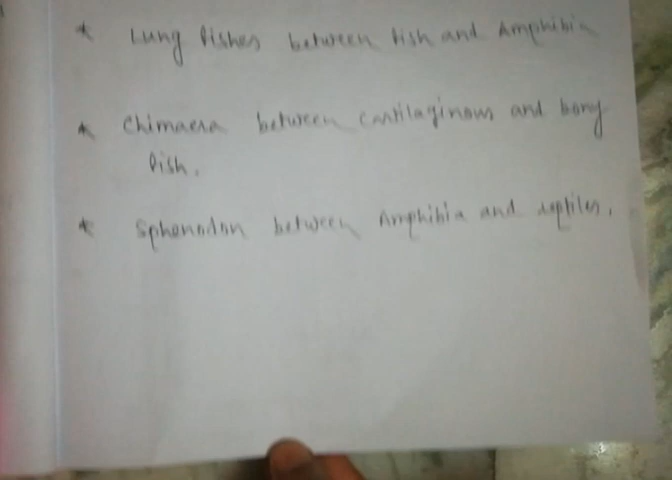 * Lung fishes between fish and Amphibia
* Chimaera between cartilaginous and bony
fish.
* Sphenodon between Amphibia and reptiles.